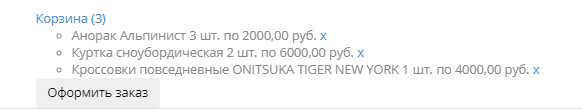 Корзина (3)
Анорак Альпинист 3 шт. по 2000,00 руб. x
Куртка сноубордическая 2 шт. по 6000,00 руб. x
Кроссовки повседневные ONITSUKA TIGER NEW YORK 1 шт. по 4000,00 руб. x
Оформить заказ